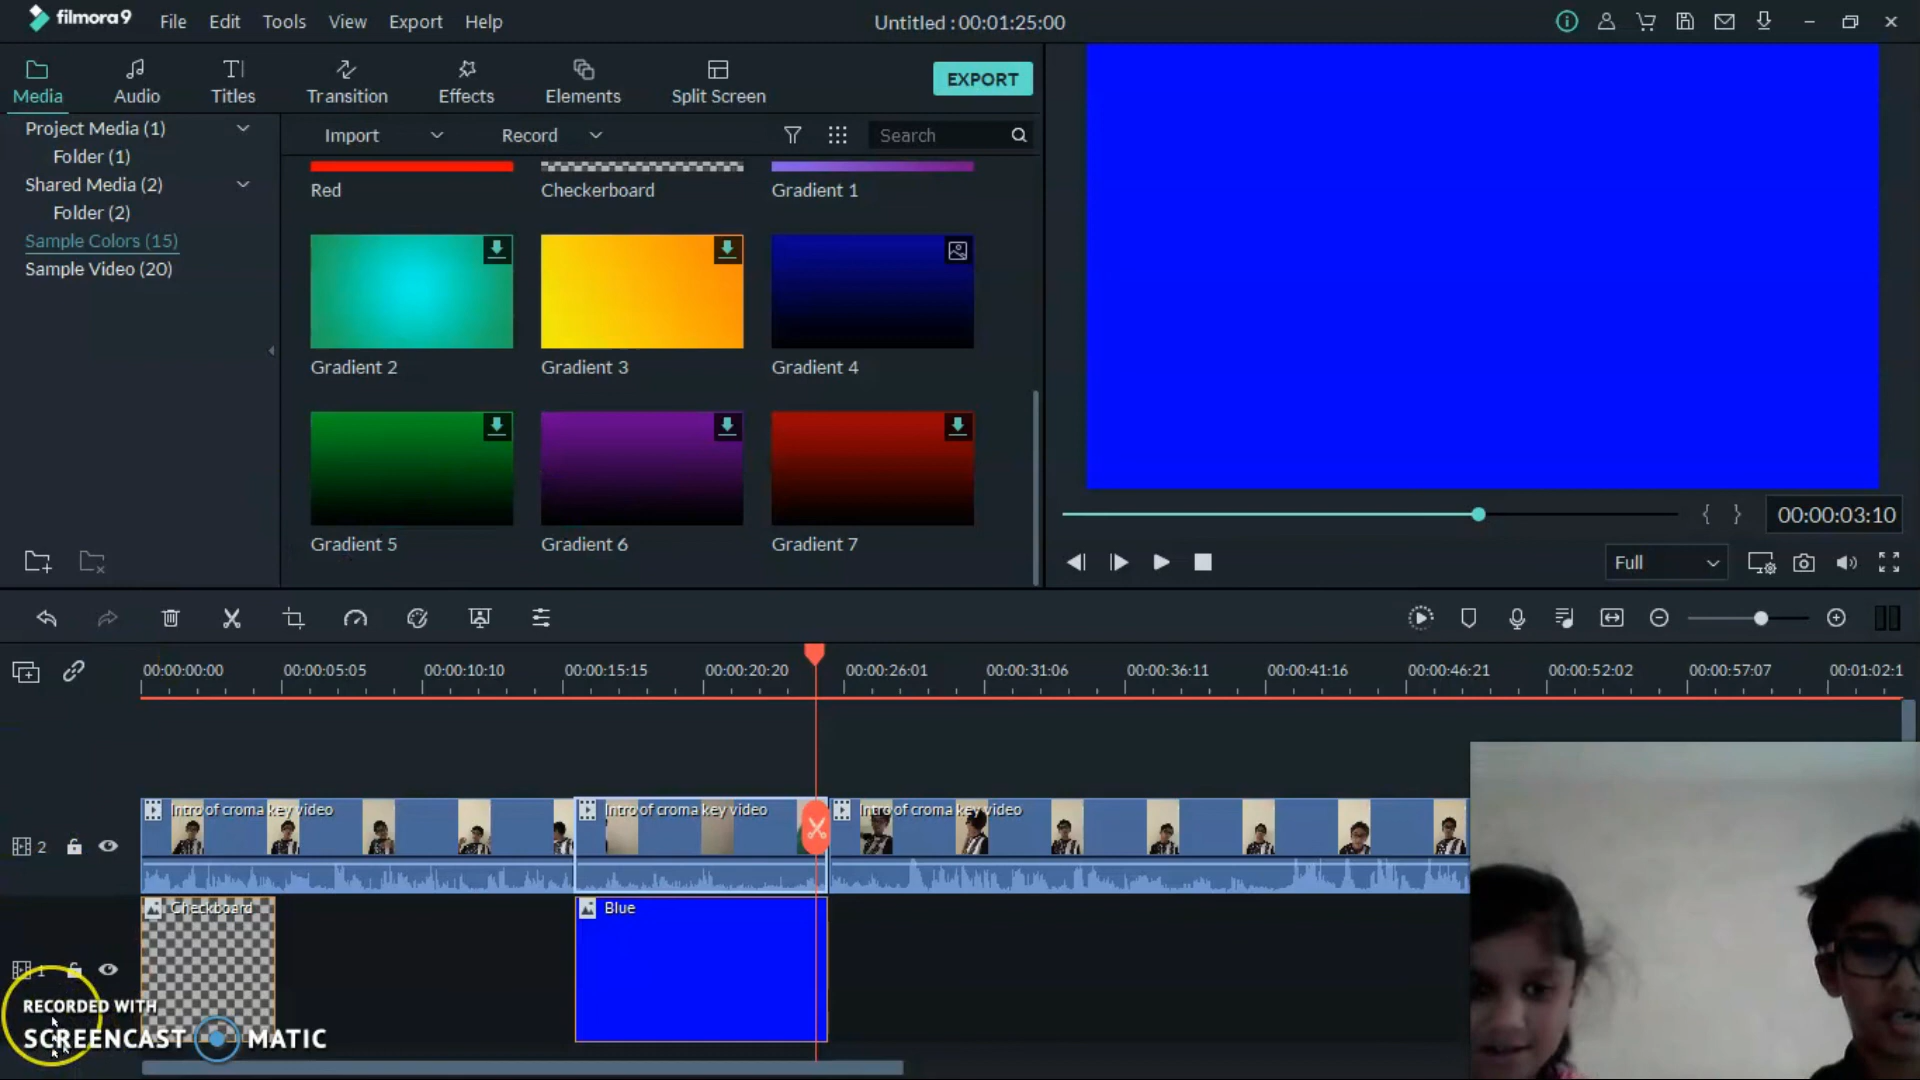 filmora9 File Edit Tools View Export Help Untitled : 00:01:25:00
Media Audio Titles Transition Effects Elements Split Screen EXPORT
Project Media (1)
Folder (1)
Shared Media (2)
Folder (2)
Sample Colors (15)
Sample Video (20)
Import Record Search
Red Checkerboard Gradient 1
Gradient 2 Gradient 3 Gradient 4
Gradient 5 Gradient 6 Gradient 7
{ } 00:00:03:10
Full
00:00:00:00 00:00:05:05 00:00:10:10 00:00:15:15 00:00:20:20 00:00:26:01 00:00:31:06 00:00:36:11 00:00:41:16 00:00:46:21 00:00:52:02 00:00:57:07 00:01:02:1
Intro of croma key video Intro of croma key video Intro of croma key video
2
Checkboard Blue
1
RECORDED WITH
SCREENCAST MATIC